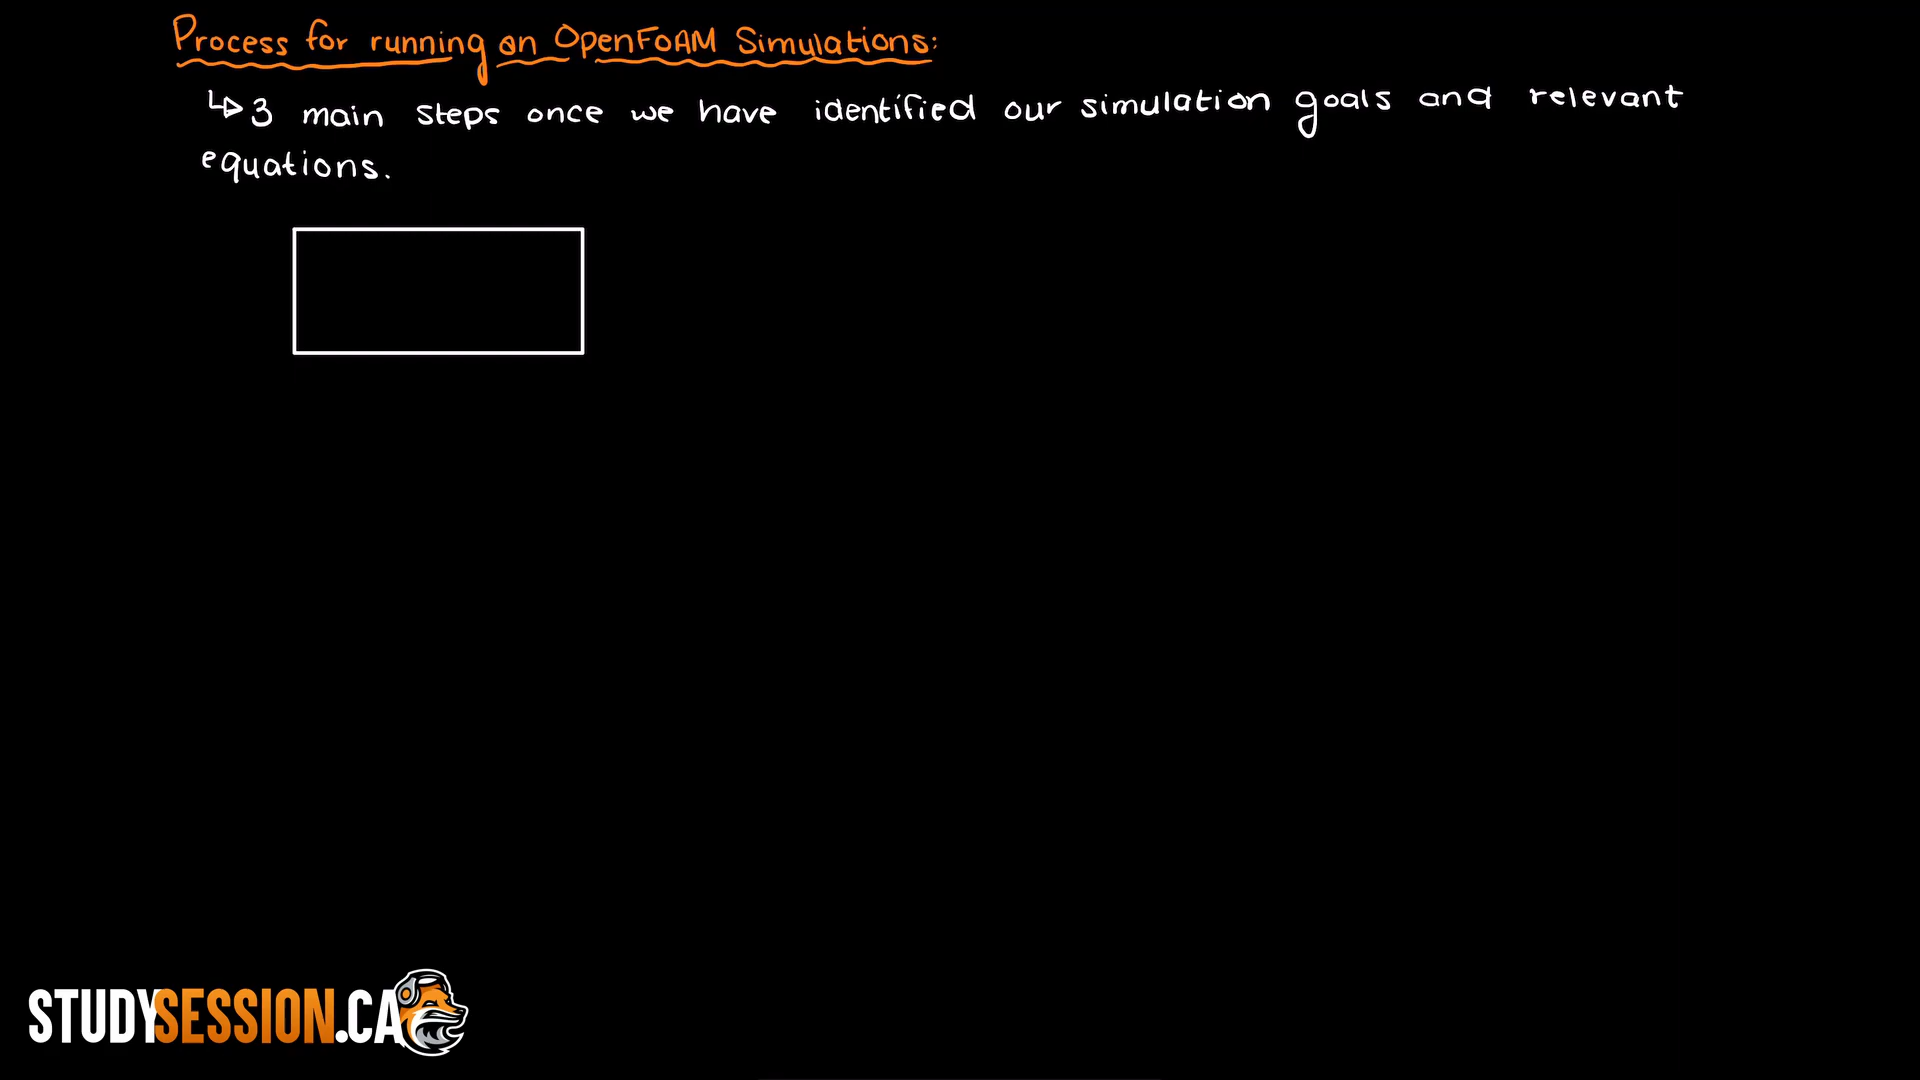 Process for running an OpenFOAM Simulations:
↳ 3 main steps once we have identified our simulation goals and relevant
equations.
STUDYSESSION.CA